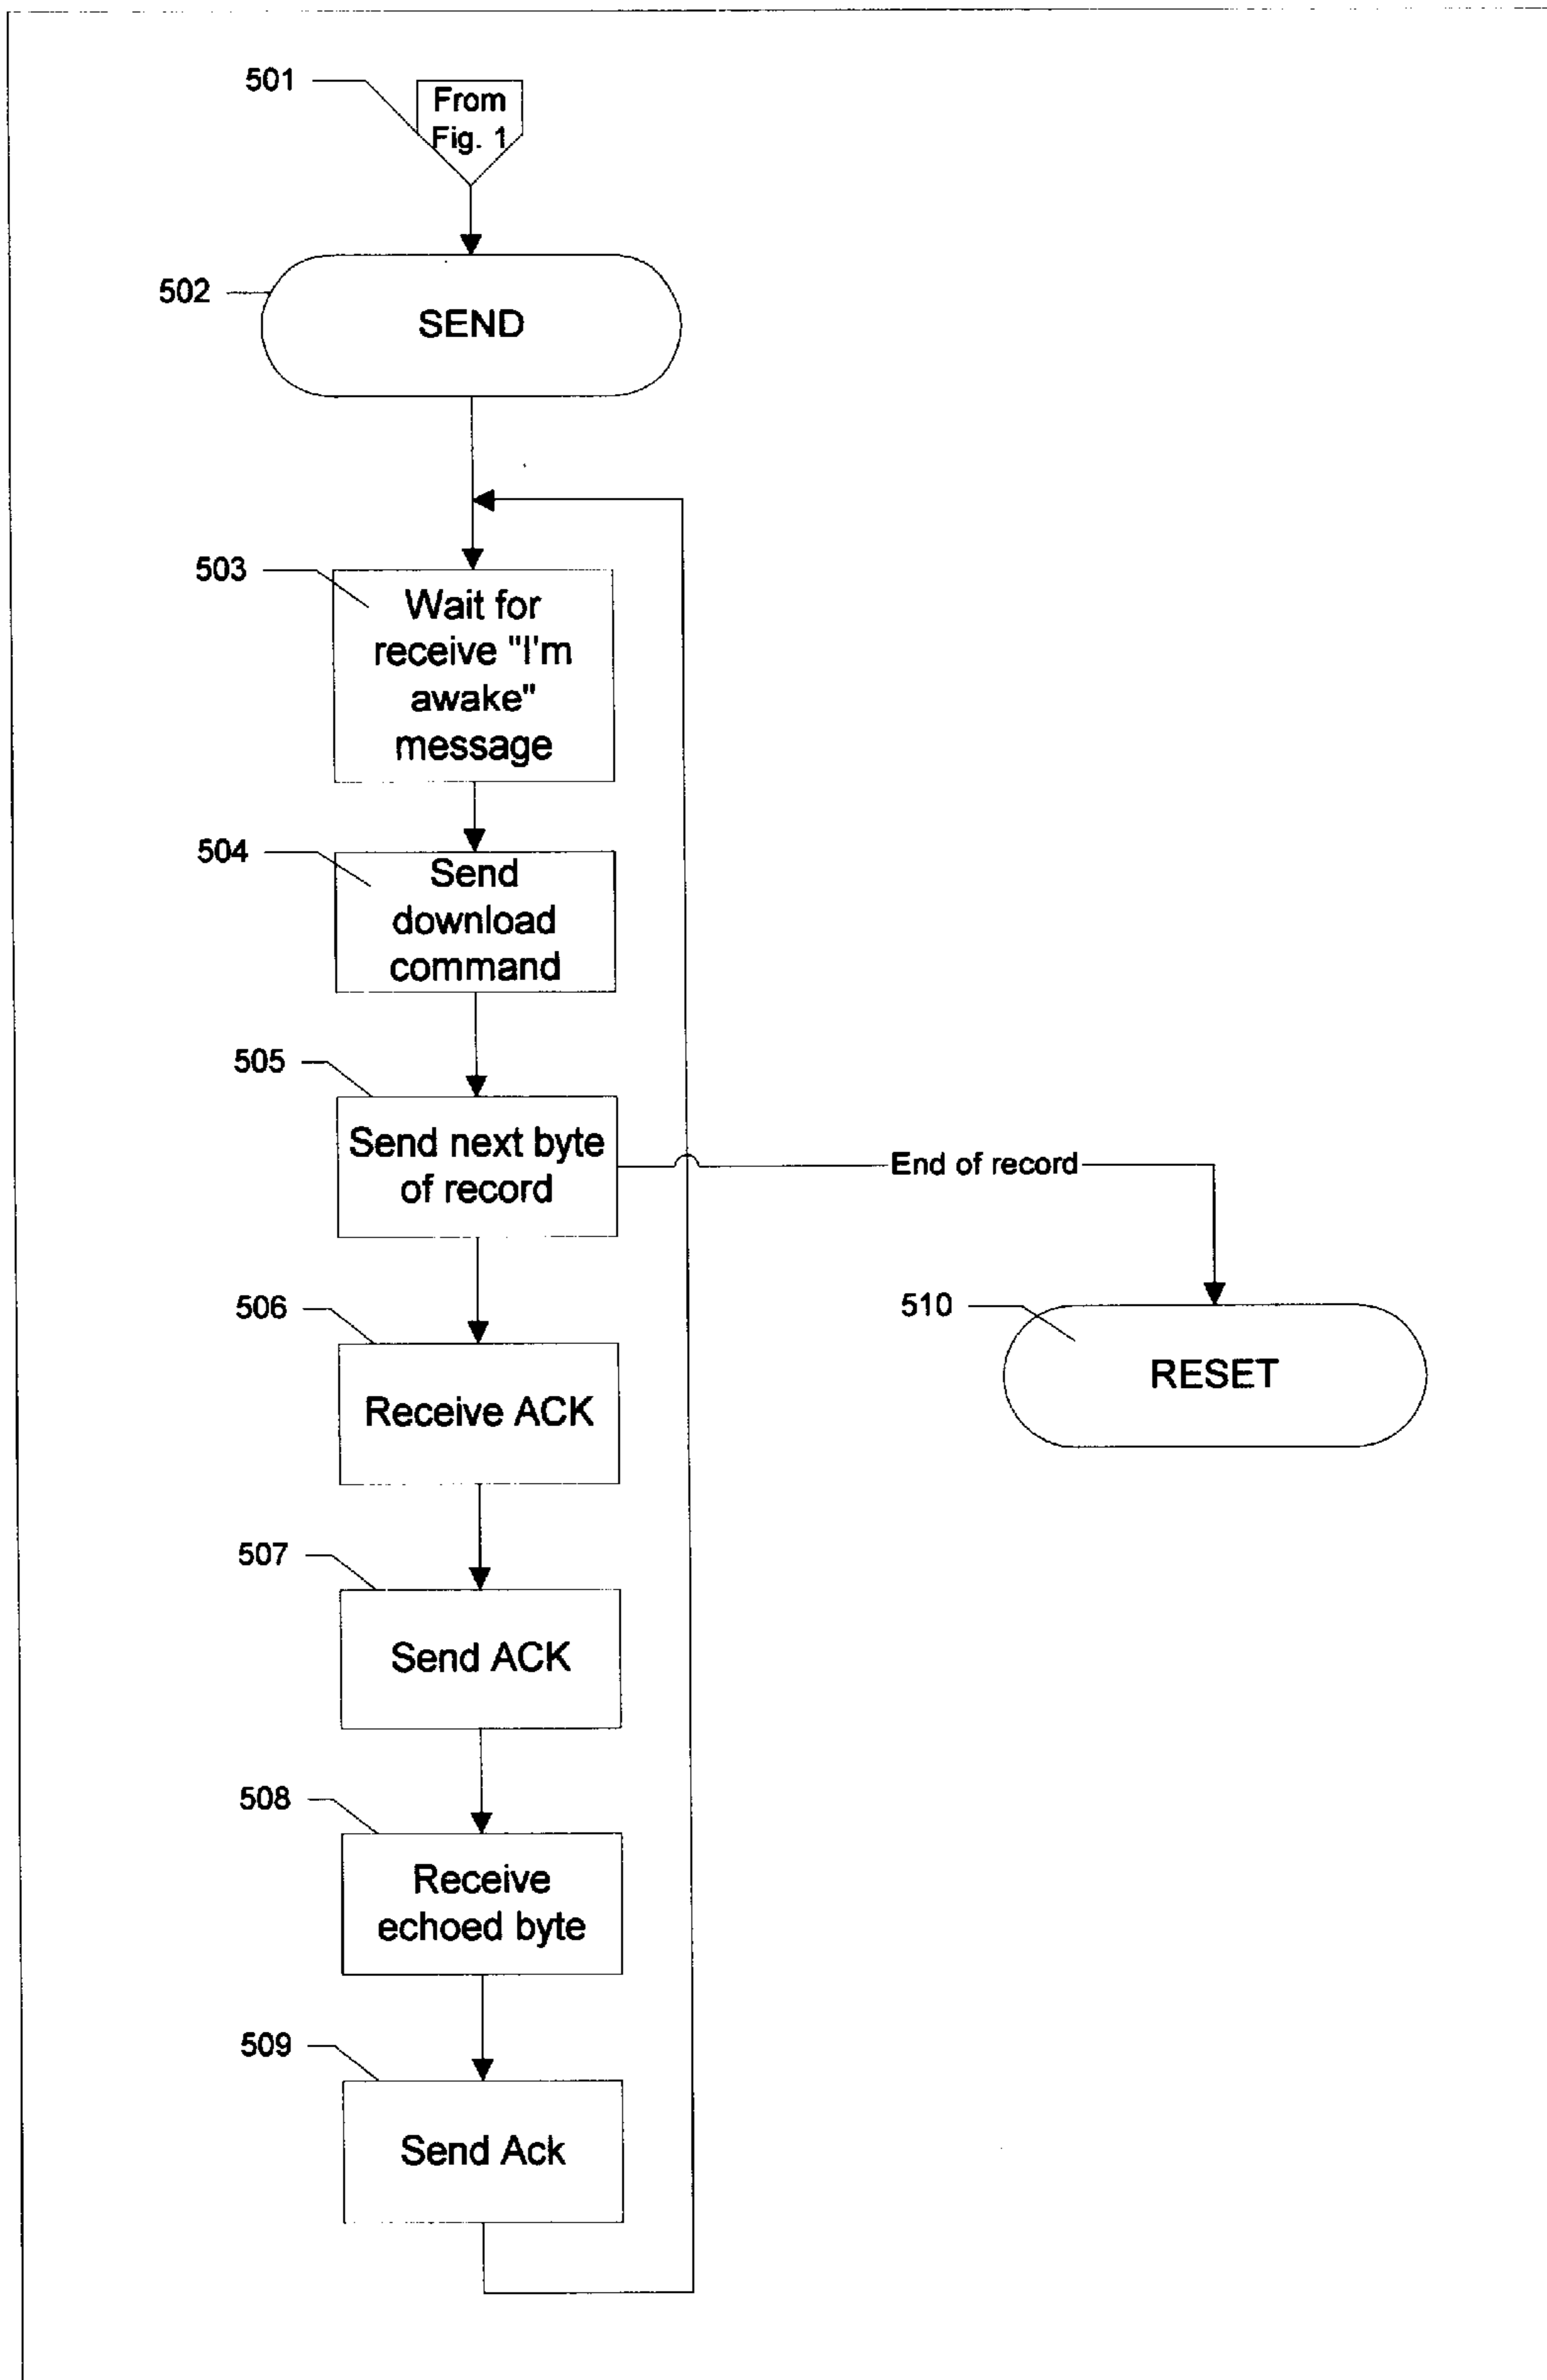 501
From
Fig. 1
502
SEND
503
Wait for
receive "I'm
awake"
message
504
Send
download
command
505
Send next byte
of record
End of record
506
Receive ACK
510
RESET
507
Send ACK
508
Receive
echoed byte
509
Send Ack